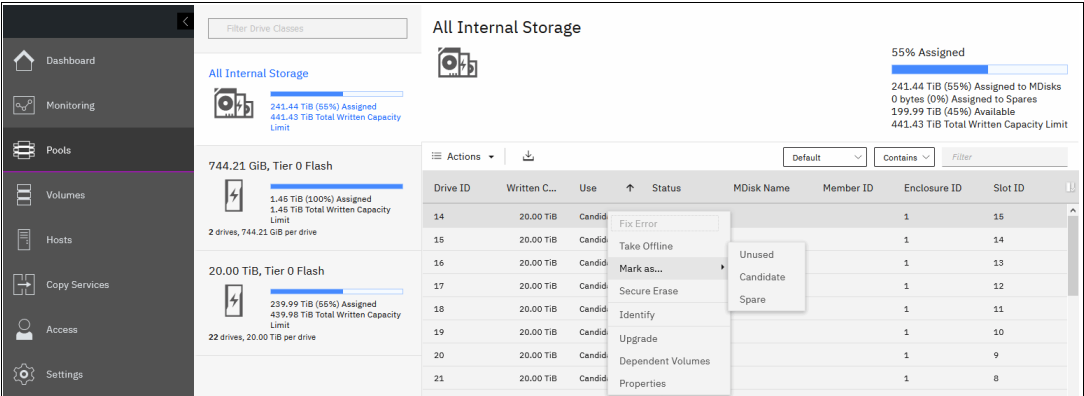 Dashboard
Monitoring
Pools
Volumes
Hosts
Copy Services
Access
Settings
Filter Drive Classes
All Internal Storage
241.44 TiB (55%) Assigned
441.43 TiB Total Written Capacity
Limit
744.21 GiB, Tier 0 Flash
1.45 TiB (100%) Assigned
1.45 TiB Total Written Capacity
Limit
2 drives, 744.21 GiB per drive
20.00 TiB, Tier 0 Flash
239.99 TiB (55%) Assigned
439.98 TiB Total Written Capacity
Limit
22 drives, 20.00 TiB per drive
All Internal Storage
55% Assigned
241.44 TiB (55%) Assigned to MDisks
0 bytes (0%) Assigned to Spares
199.99 TiB (45%) Available
441.43 TiB Total Written Capacity Limit
Actions
Default
Contains
Filter
Drive ID Written C... Use Status MDisk Name Member ID Enclosure ID Slot ID
14 20.00 TiB Candid 1 15
15 20.00 TiB Candid 1 14
16 20.00 TiB Candid 1 13
17 20.00 TiB Candid 1 12
18 20.00 TiB Candid 1 11
19 20.00 TiB Candid 1 10
20 20.00 TiB Candid 1 9
21 20.00 TiB Candid 1 8
Fix Error
Take Offline
Mark as...
Secure Erase
Identify
Upgrade
Dependent Volumes
Properties
Unused
Candidate
Spare